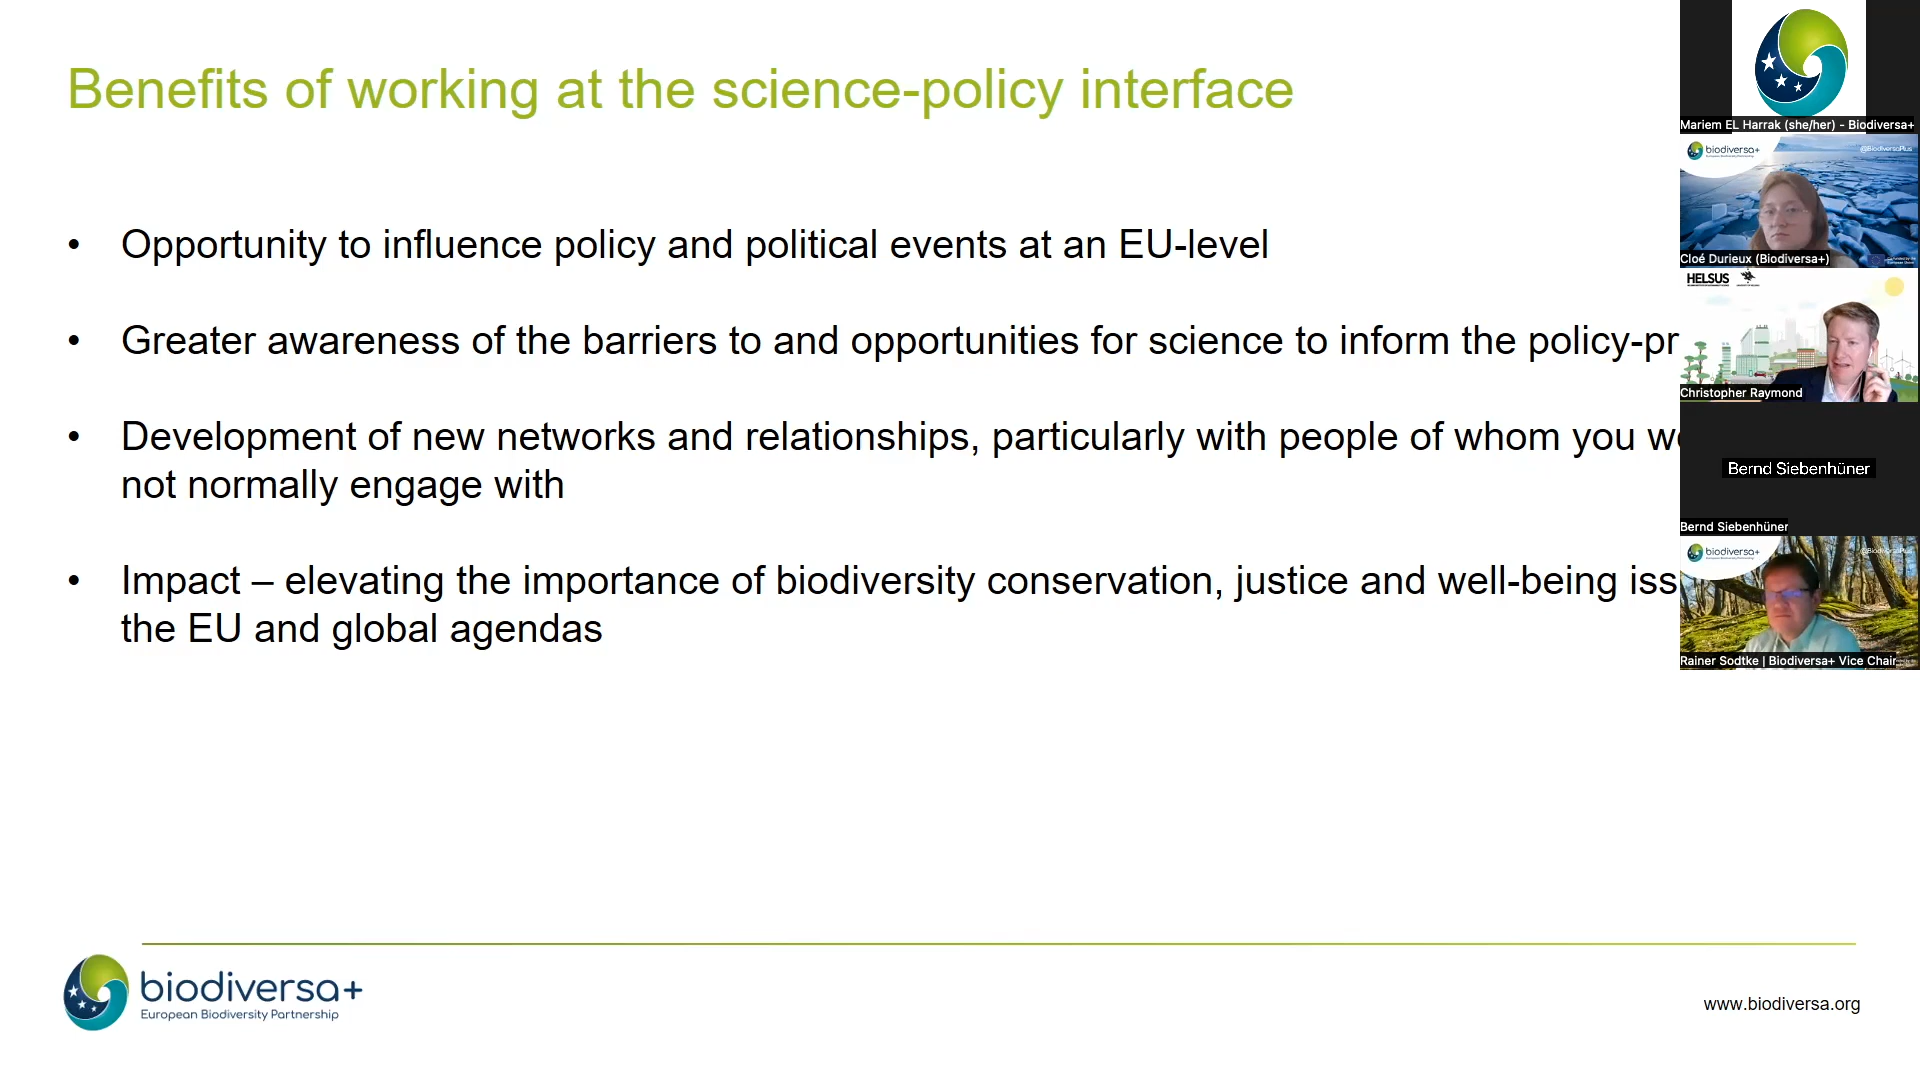 Benefits of working at the science-policy interface
• Opportunity to influence policy and political events at an EU-level
• Greater awareness of the barriers to and opportunities for science to inform the policy-pr
• Development of new networks and relationships, particularly with people of whom you
not normally engage with
• Impact – elevating the importance of biodiversity conservation, justice and well-being iss
the EU and global agendas
biodiversa+
European Biodiversity Partnership
www.biodiversa.org
Mariem EL Harrak (she/her) - Biodiversa+
biodiversa+
@BiodiversaPlus
Cloé Durieux (Biodiversa+)
HELSUS
Christopher Raymond
Bernd Siebenhüner
Bernd Siebenhüner
biodiversa+
Rainer Sodtke | Biodiversa+ Vice Chair